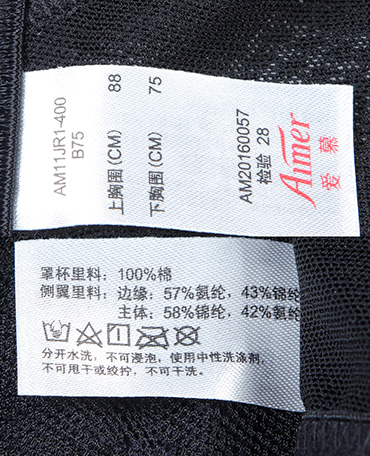 AM11JR1-400
B75
上胸围(CM) 88
下胸围(CM) 75
AM20160057
检验 28
Aimer
爱慕
罩杯里料：100%棉
侧翼里料：边缘：57%氨纶，43%锦纶
主体：58%锦纶，42%氨纶
分开水洗，不可浸泡，使用中性洗涤剂，
不可甩干或绞拧，不可干洗。